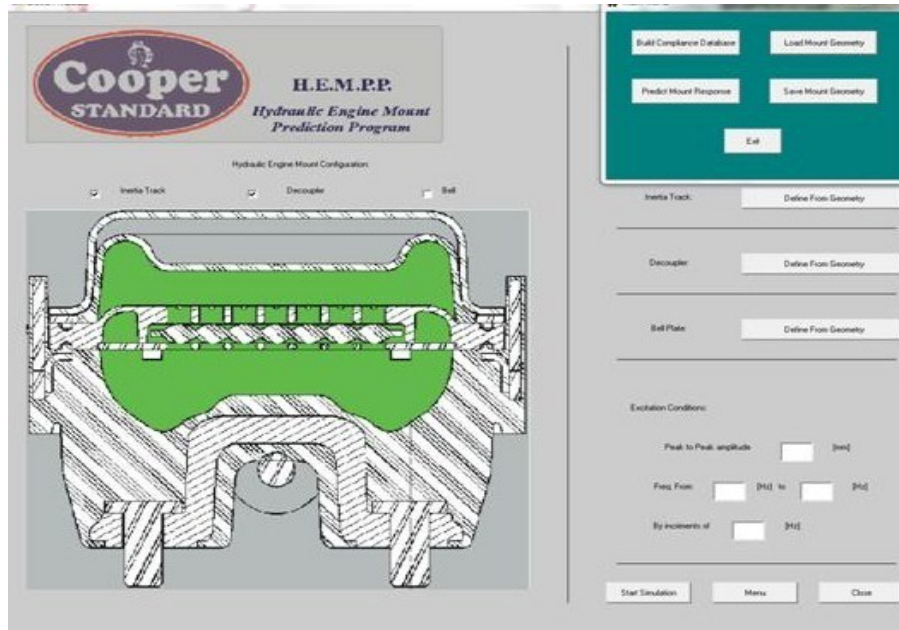 Cooper
STANDARD
H.E.M.P.P.
Hydraulic Engine Mount
Prediction Program
Hydraulic Engine Mount Configuration:
Inertia Track
Decoupler
Bell
Build Compliance Database
Load Mount Geometry
Predict Mount Response
Save Mount Geometry
Exit
Inertia Track:
Define From Geometry
Decoupler:
Define From Geometry
Bell Plate:
Define From Geometry
Excitation Conditions:
Peak to Peak amplitude
[mm]
Freq. From:
[Hz] to
[Hz]
By increments of
[Hz]
Start Simulation
Menu
Close